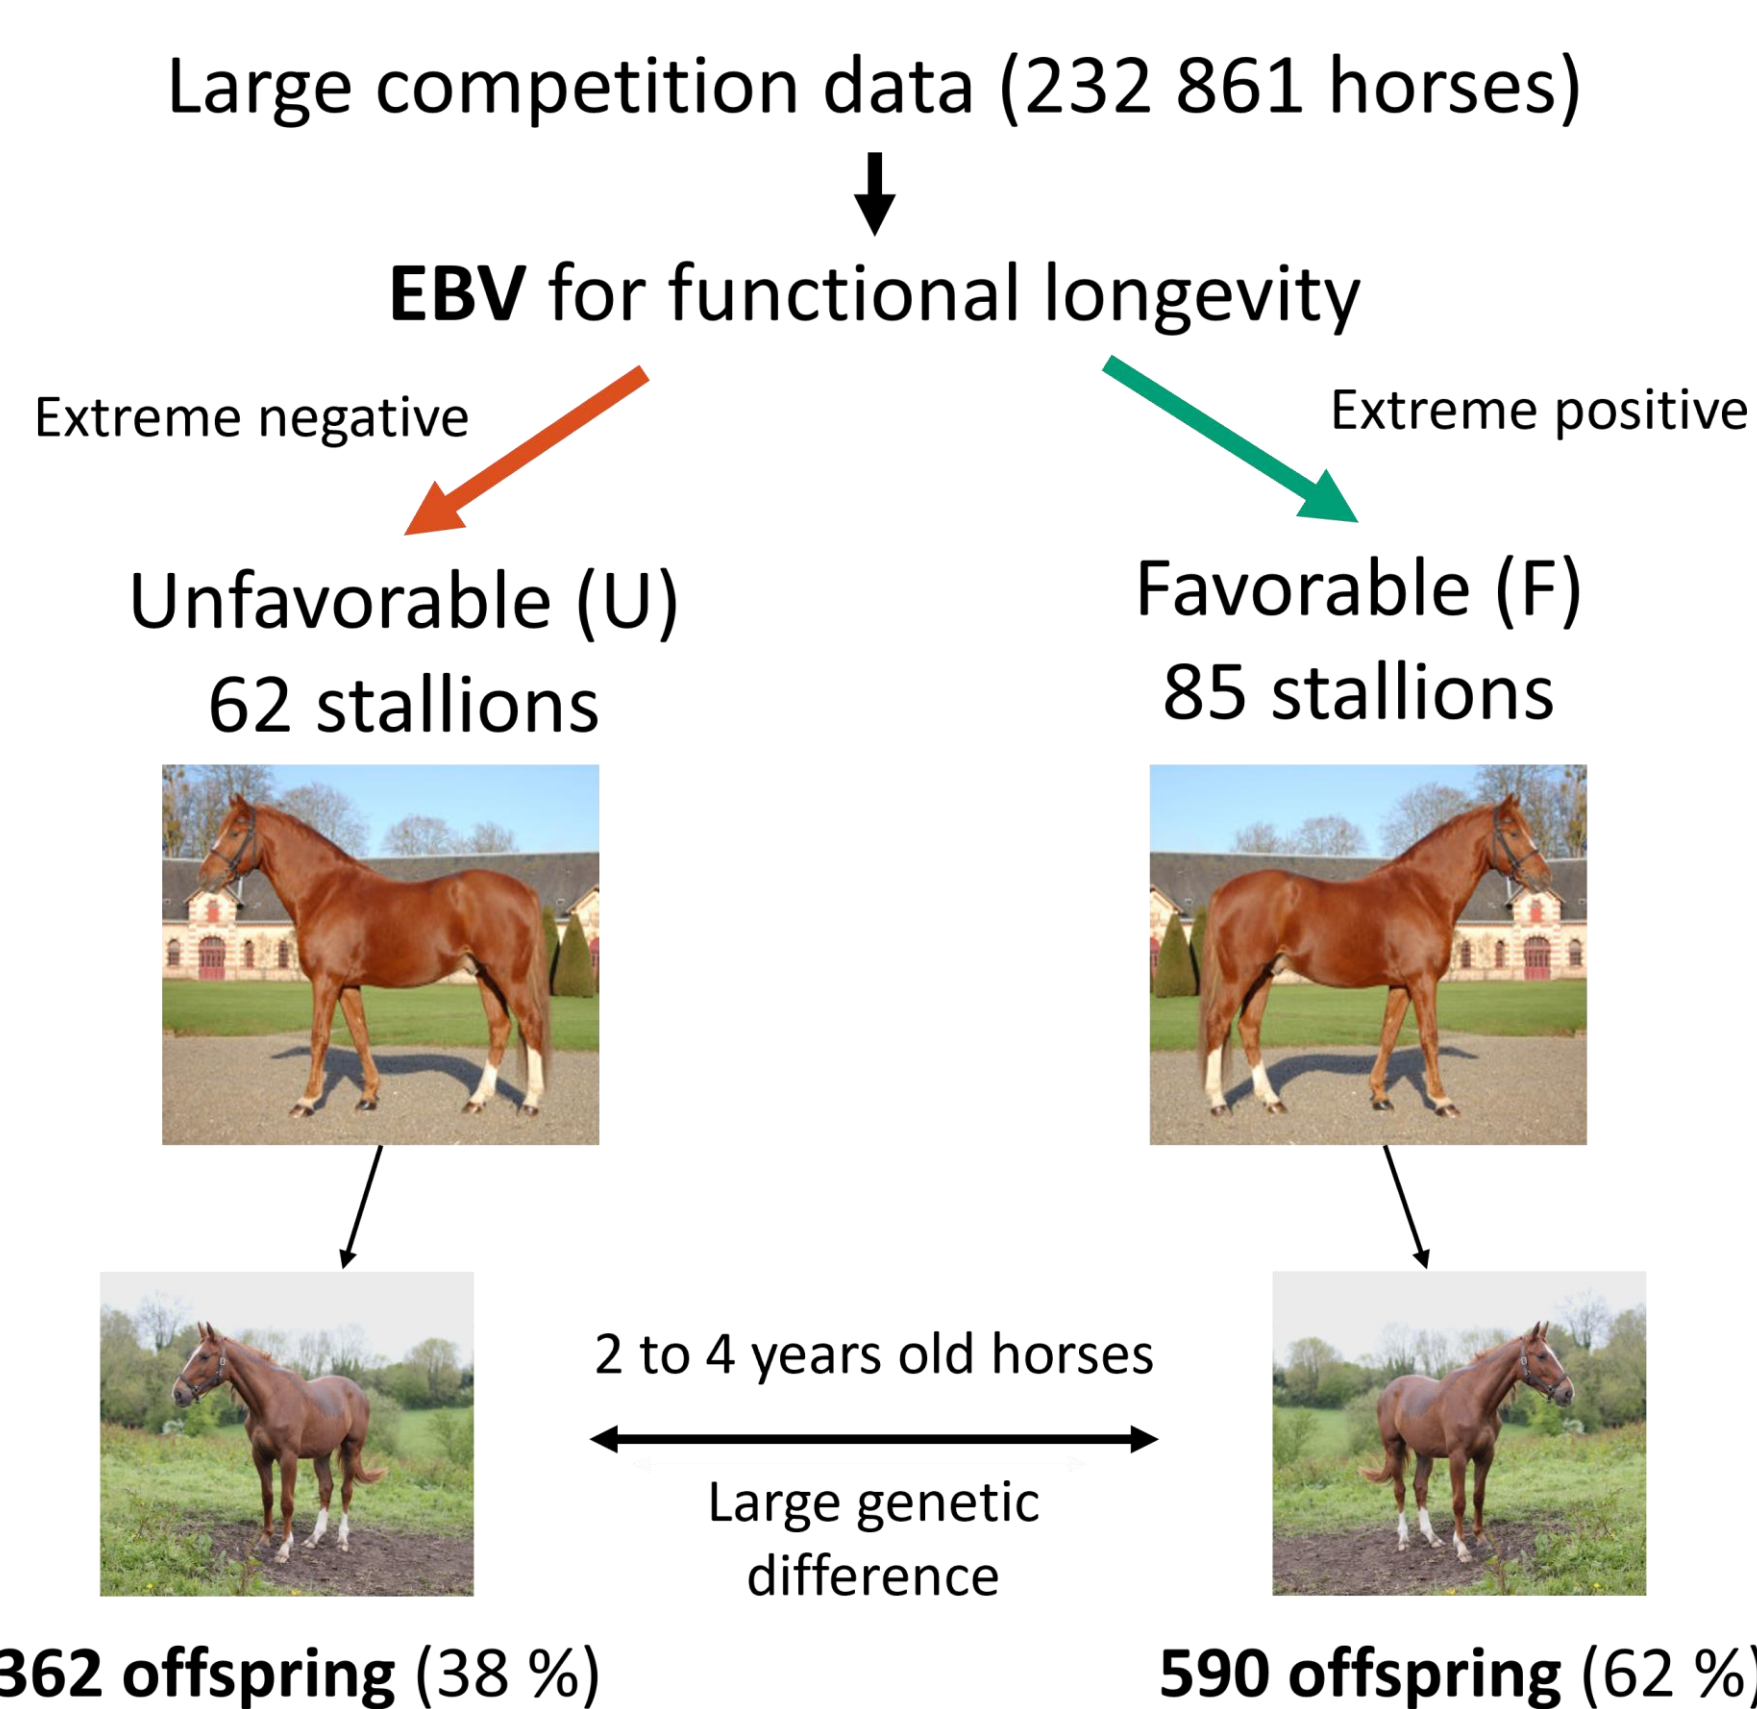 Large competition data (232 861 horses)
EBV for functional longevity
Extreme negative
Extreme positive
Unfavorable (U)
62 stallions
Favorable (F)
85 stallions
2 to 4 years old horses
Large genetic
difference
362 offspring (38 %)
590 offspring (62 %)